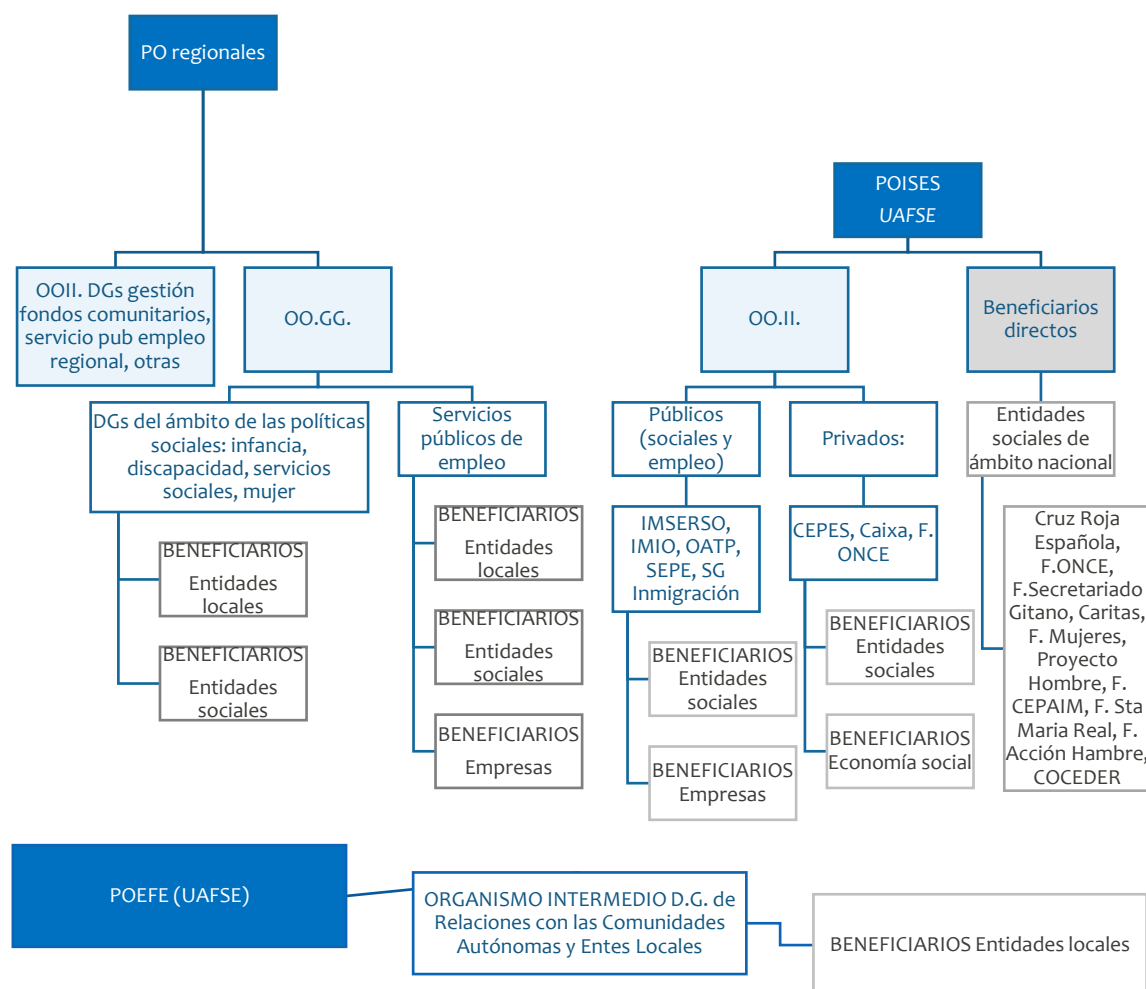 PO regionales
POISES
UAFSE
OOII. DGs gestión
fondos comunitarios,
servicio pub empleo
regional, otras
OO.GG.
OO.II.
Beneficiarios
directos
DGs del ámbito de las políticas
sociales: infancia,
discapacidad, servicios
sociales, mujer
Servicios
públicos de
empleo
Públicos
(sociales y
empleo)
Privados:
Entidades
sociales de
ámbito nacional
BENEFICIARIOS
Entidades
locales
BENEFICIARIOS
Entidades
sociales
BENEFICIARIOS
Entidades
locales
BENEFICIARIOS
Entidades
sociales
BENEFICIARIOS
Empresas
IMSERSO,
IMIO, OATP,
SEPE, SG
Inmigración
BENEFICIARIOS
Entidades
sociales
BENEFICIARIOS
Empresas
CEPES, Caixa, F.
ONCE
BENEFICIARIOS
Entidades
sociales
BENEFICIARIOS
Economía social
Cruz Roja
Española,
F.ONCE,
F.Secretariado
Gitano, Caritas,
F. Mujeres,
Proyecto
Hombre, F.
CEPAIM, F. Sta
Maria Real, F.
Acción Hambre,
COCEDER
POEFE (UAFSE)
ORGANISMO INTERMEDIO D.G. de
Relaciones con las Comunidades
Autónomas y Entes Locales
BENEFICIARIOS Entidades locales